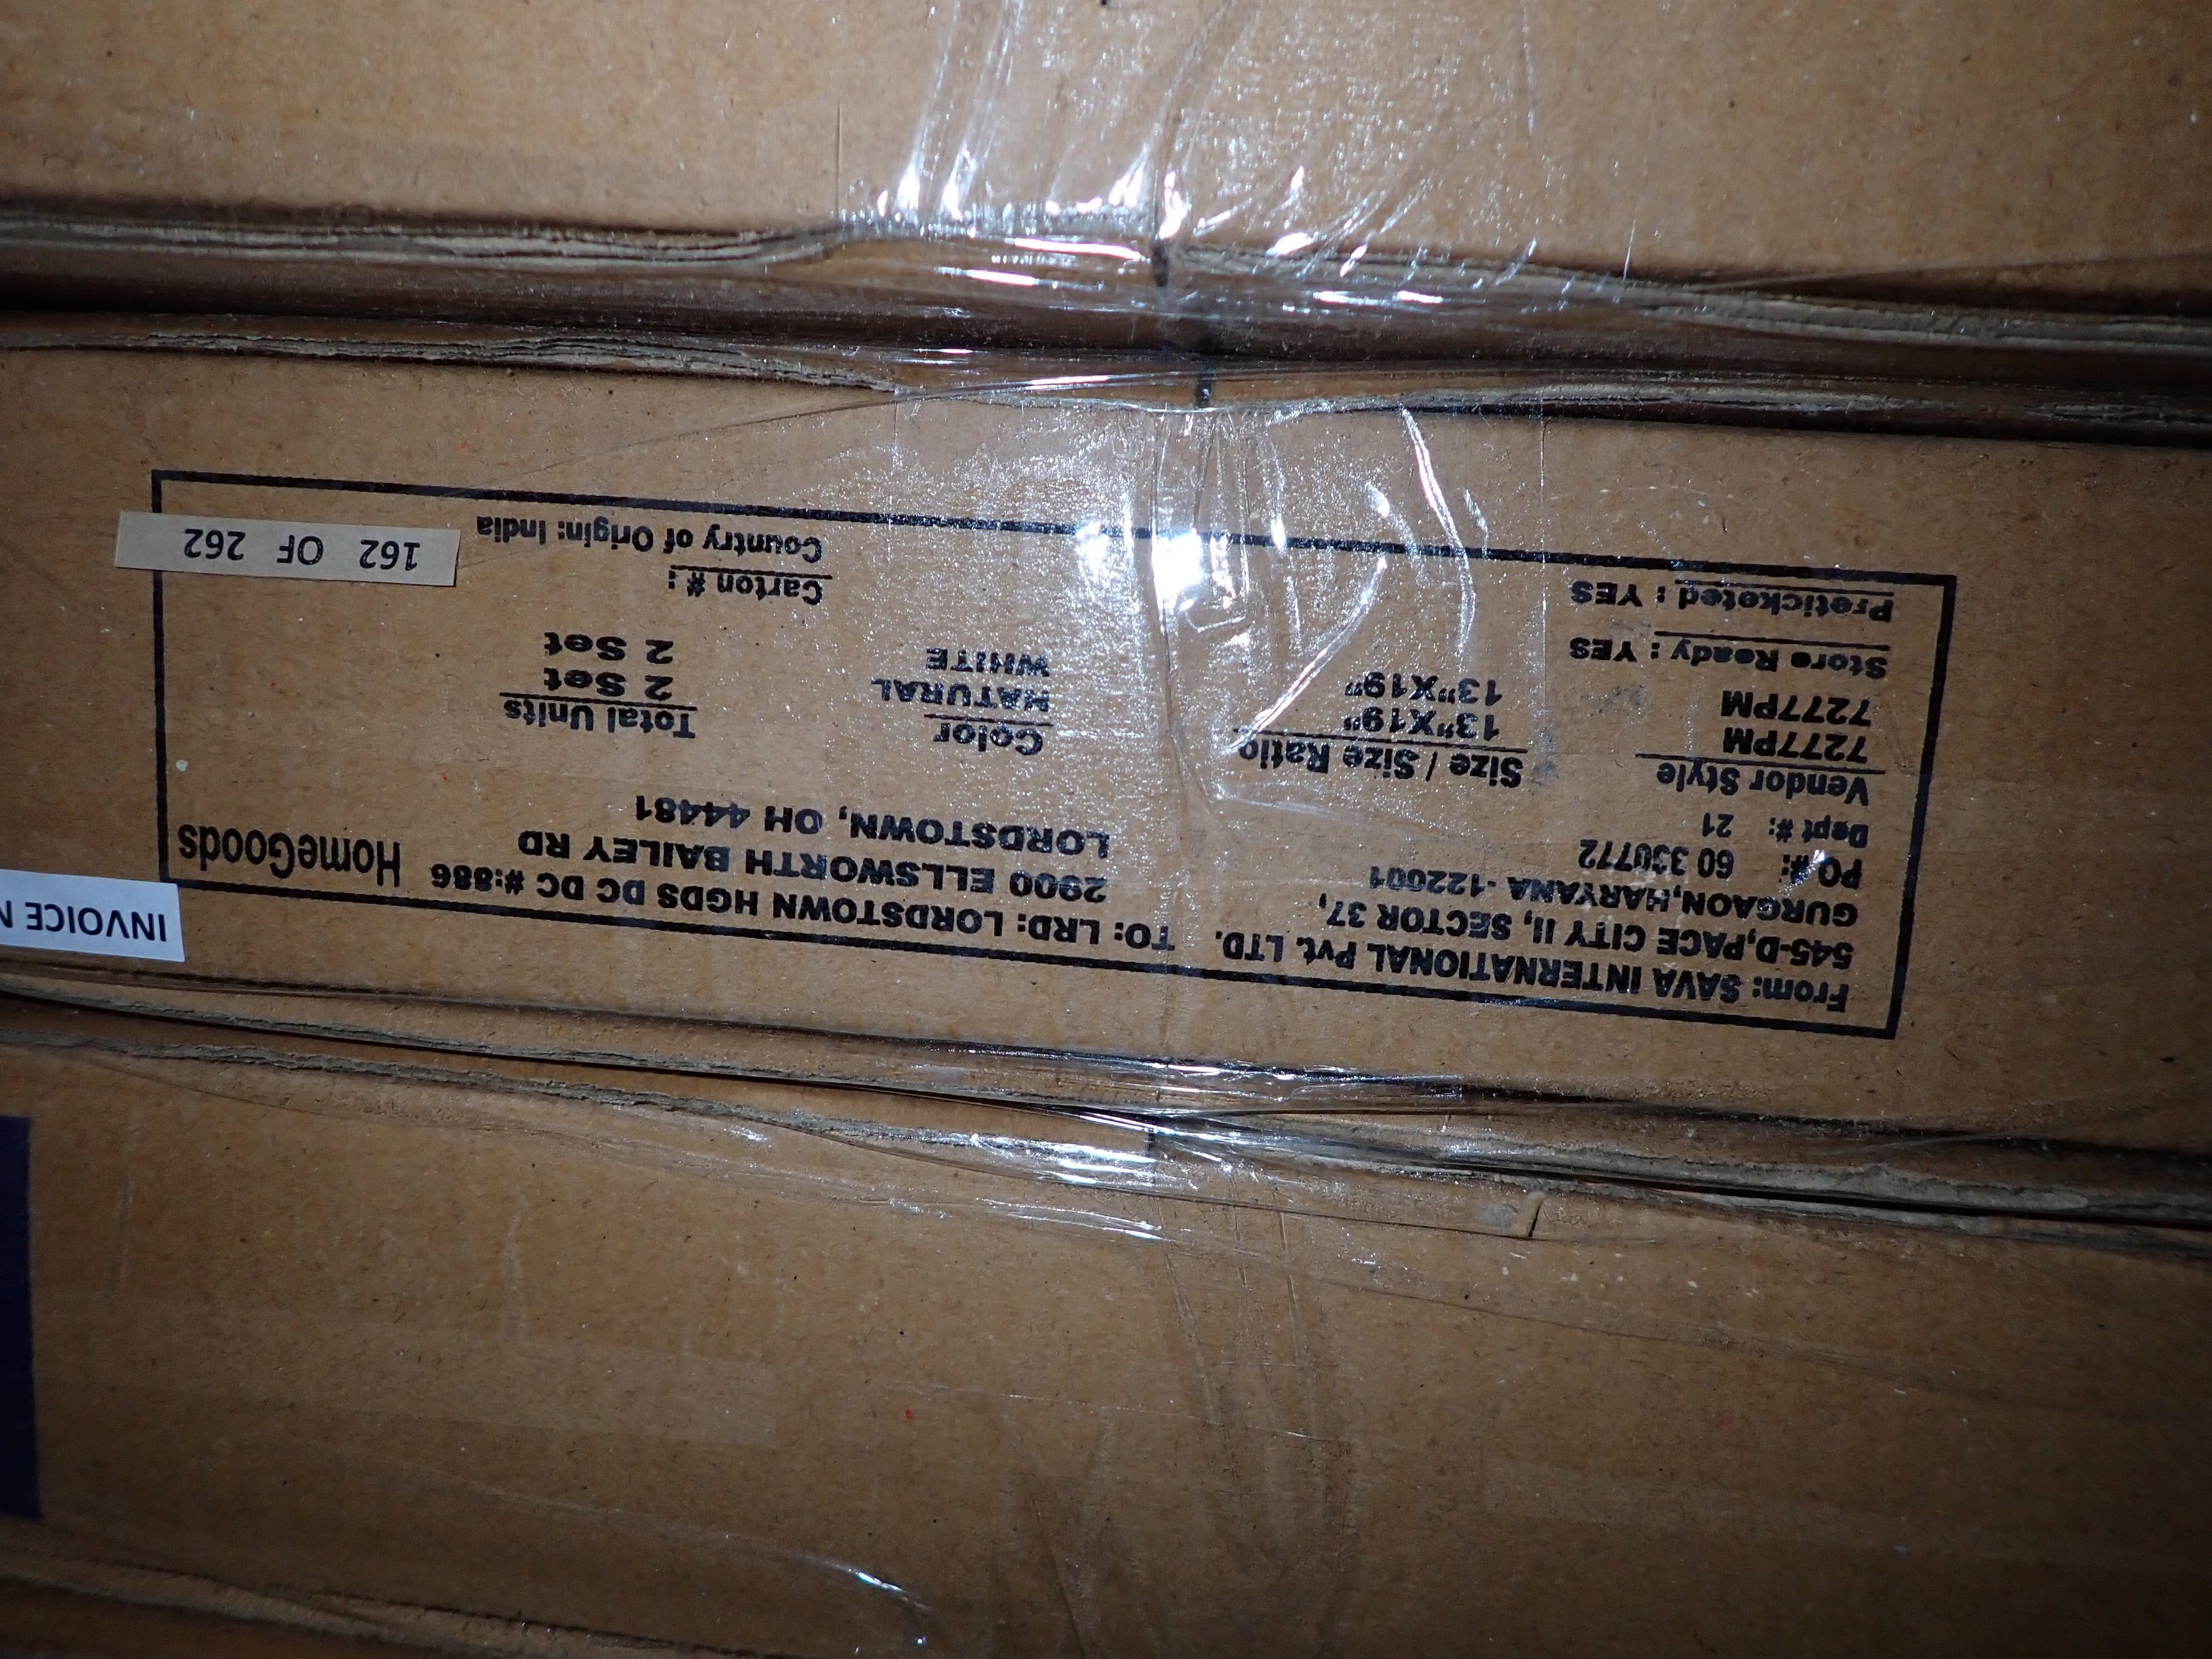 From: SAVA INTERNATIONAL Pvt. LTD. TO: LRD: LORDSTOWN HGDS DC DC #:886 HomeGoods
545-D,PACE CITY II, SECTOR 37, 2900 ELLSWORTH BAILEY RD
GURGAON,HARYANA -122001 LORDSTOWN, OH 44481
PO #: 60 330772
Dept #: 21
Vendor Style Size / Size Ratio Color Total Units
7277PM 13"X19" NATURAL 2 Set
7277PM 13"X19" WHITE 2 Set
Store Ready : YES Carton #: 162 OF 262
Preticketed : YES Country of Origin: India
INVOICE